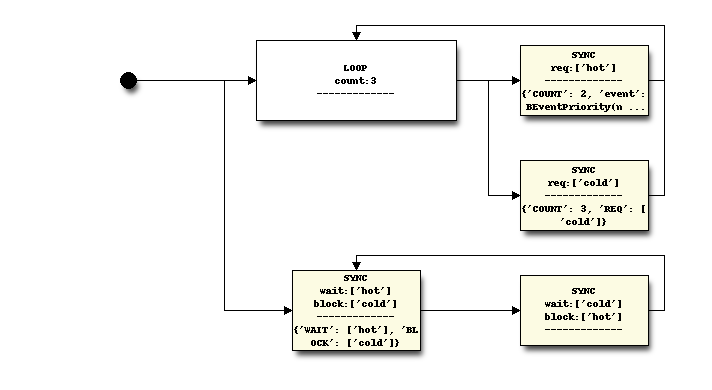 LOOP
count:3
-------------
SYNC
req:['hot']
-------------
{'COUNT': 2, 'event':
BEventPriority(n ...
SYNC
req:['cold']
-------------
{'COUNT': 3, 'REQ': [
'cold']}
SYNC
wait:['hot']
block:['cold']
-------------
{'WAIT': ['hot'], 'BL
OCK': ['cold']}
SYNC
wait:['cold']
block:['hot']
-------------